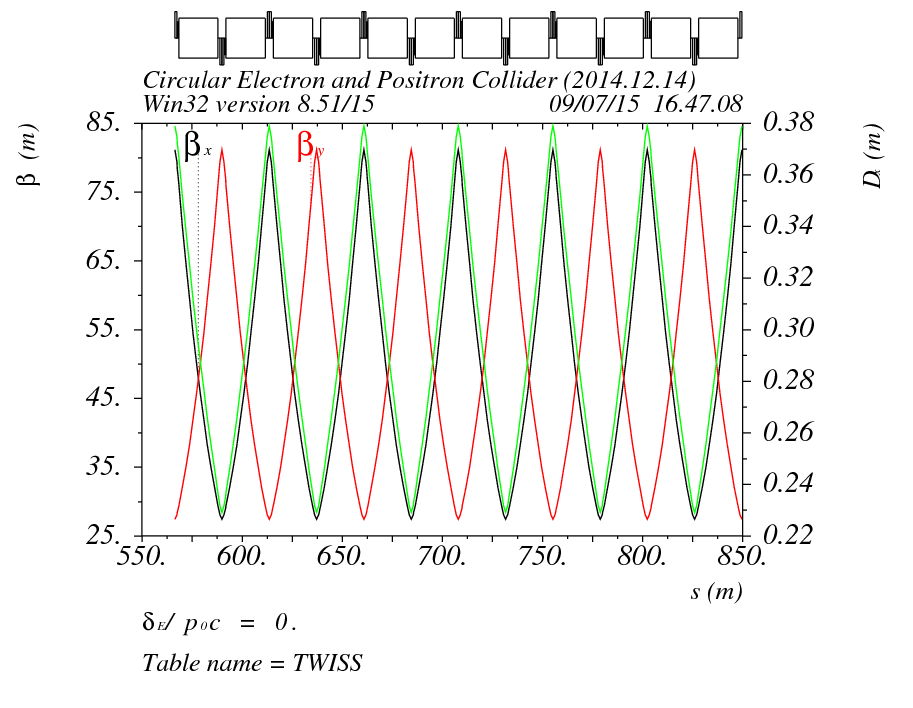 Circular Electron and Positron Collider (2014.12.14)
Win32 version 8.51/15 09/07/15 16.47.08
β (m)
85.
75.
65.
55.
45.
35.
25.
βx
βy
0.38
0.36
0.34
0.32
0.30
0.28
0.26
0.24
0.22
Dx (m)
550. 600. 650. 700. 750. 800. 850.
s (m)
δE/ p0c = 0.
Table name = TWISS